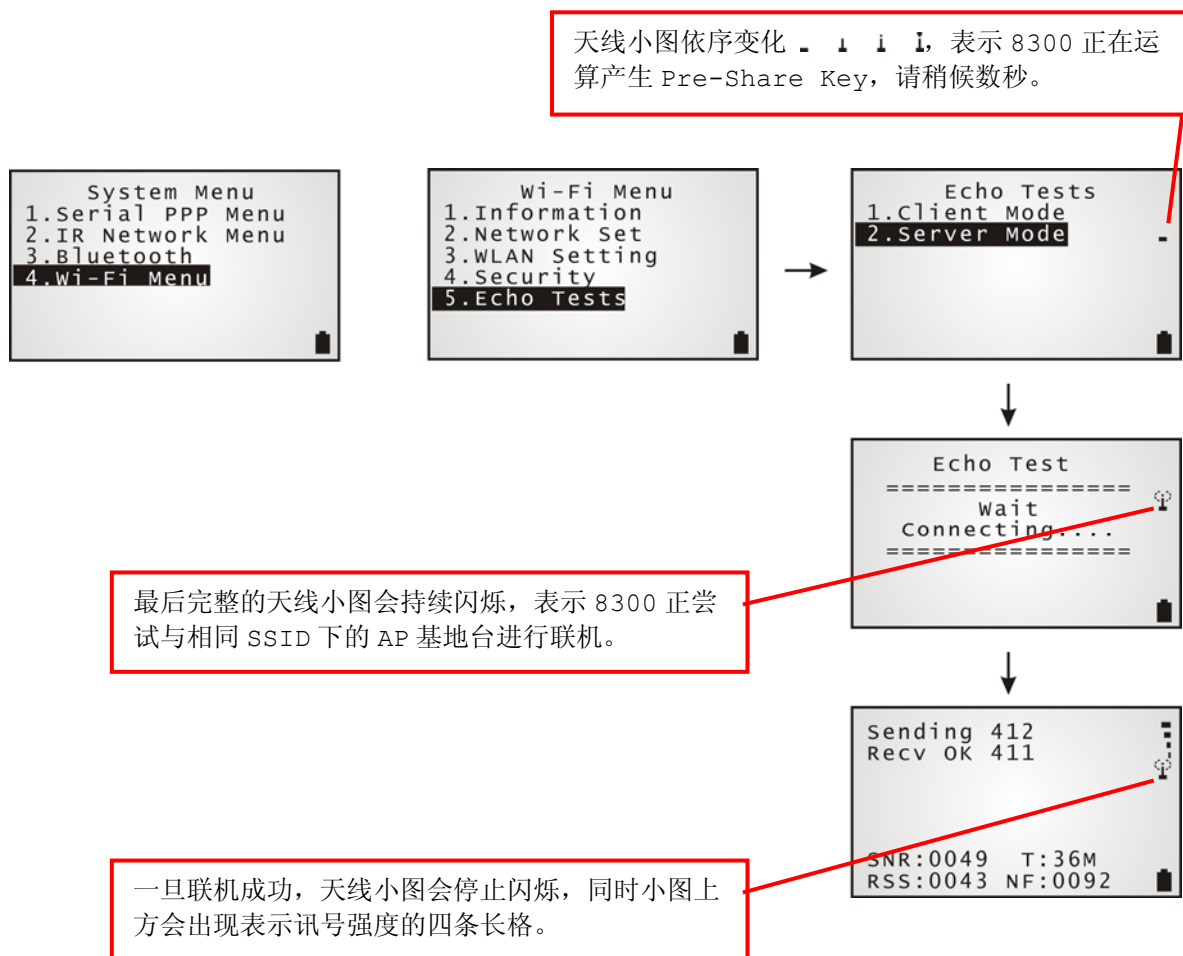 天线小图依序变化 ，表示 8300 正在运
算产生 Pre-Share Key，请稍候数秒。
System Menu
1.Serial PPP Menu
2.IR Network Menu
3.Bluetooth
4.Wi-Fi Menu
Wi-Fi Menu
1.Information
2.Network Set
3.WLAN Setting
4.Security
5.Echo Tests
Echo Tests
1.Client Mode
2.Server Mode
Echo Test
================
Wait
Connecting....
================
最后完整的天线小图会持续闪烁，表示 8300 正尝
试与相同 SSID 下的 AP 基地台进行联机。
Sending 412
Recv OK 411
SNR:0049 T:36M
RSS:0043 NF:0092
一旦联机成功，天线小图会停止闪烁，同时小图上
方会出现表示讯号强度的四条长格。